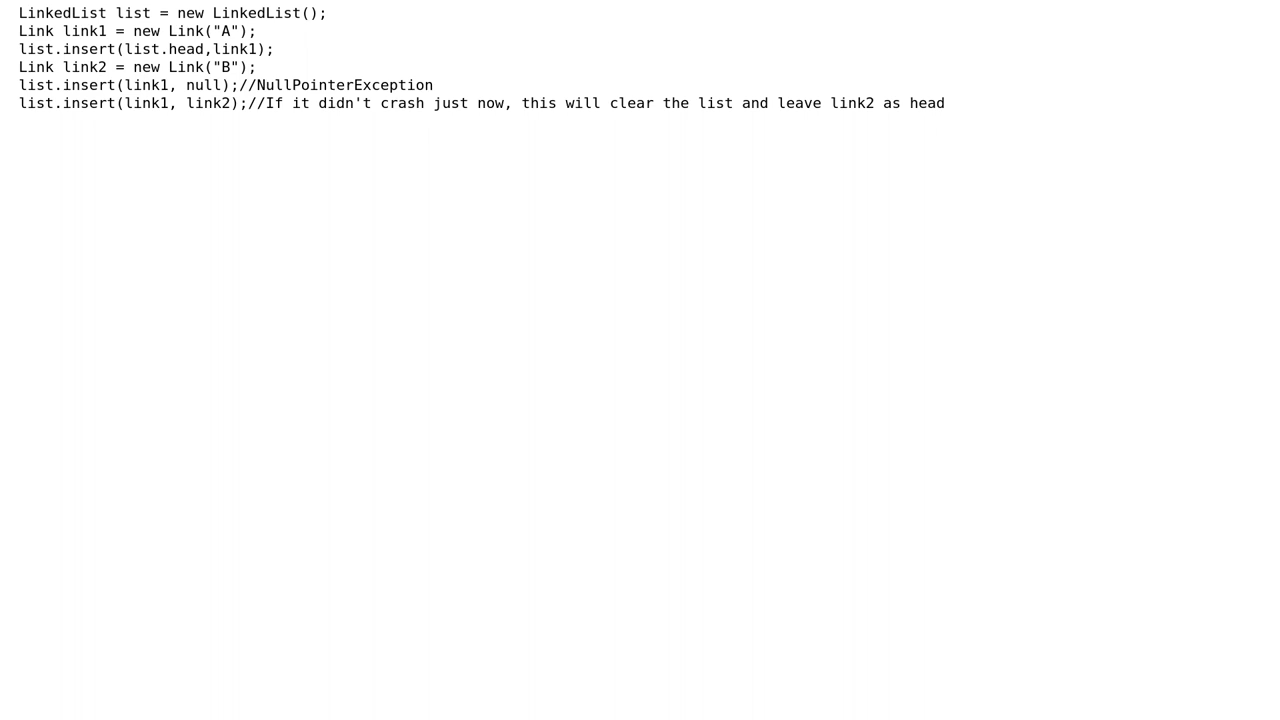 LinkedList list = new LinkedList();
Link link1 = new Link("A");
list.insert(list.head,link1);
Link link2 = new Link("B");
list.insert(link1, null);//NullPointerException
list.insert(link1, link2);//If it didn't crash just now, this will clear the list and leave link2 as head